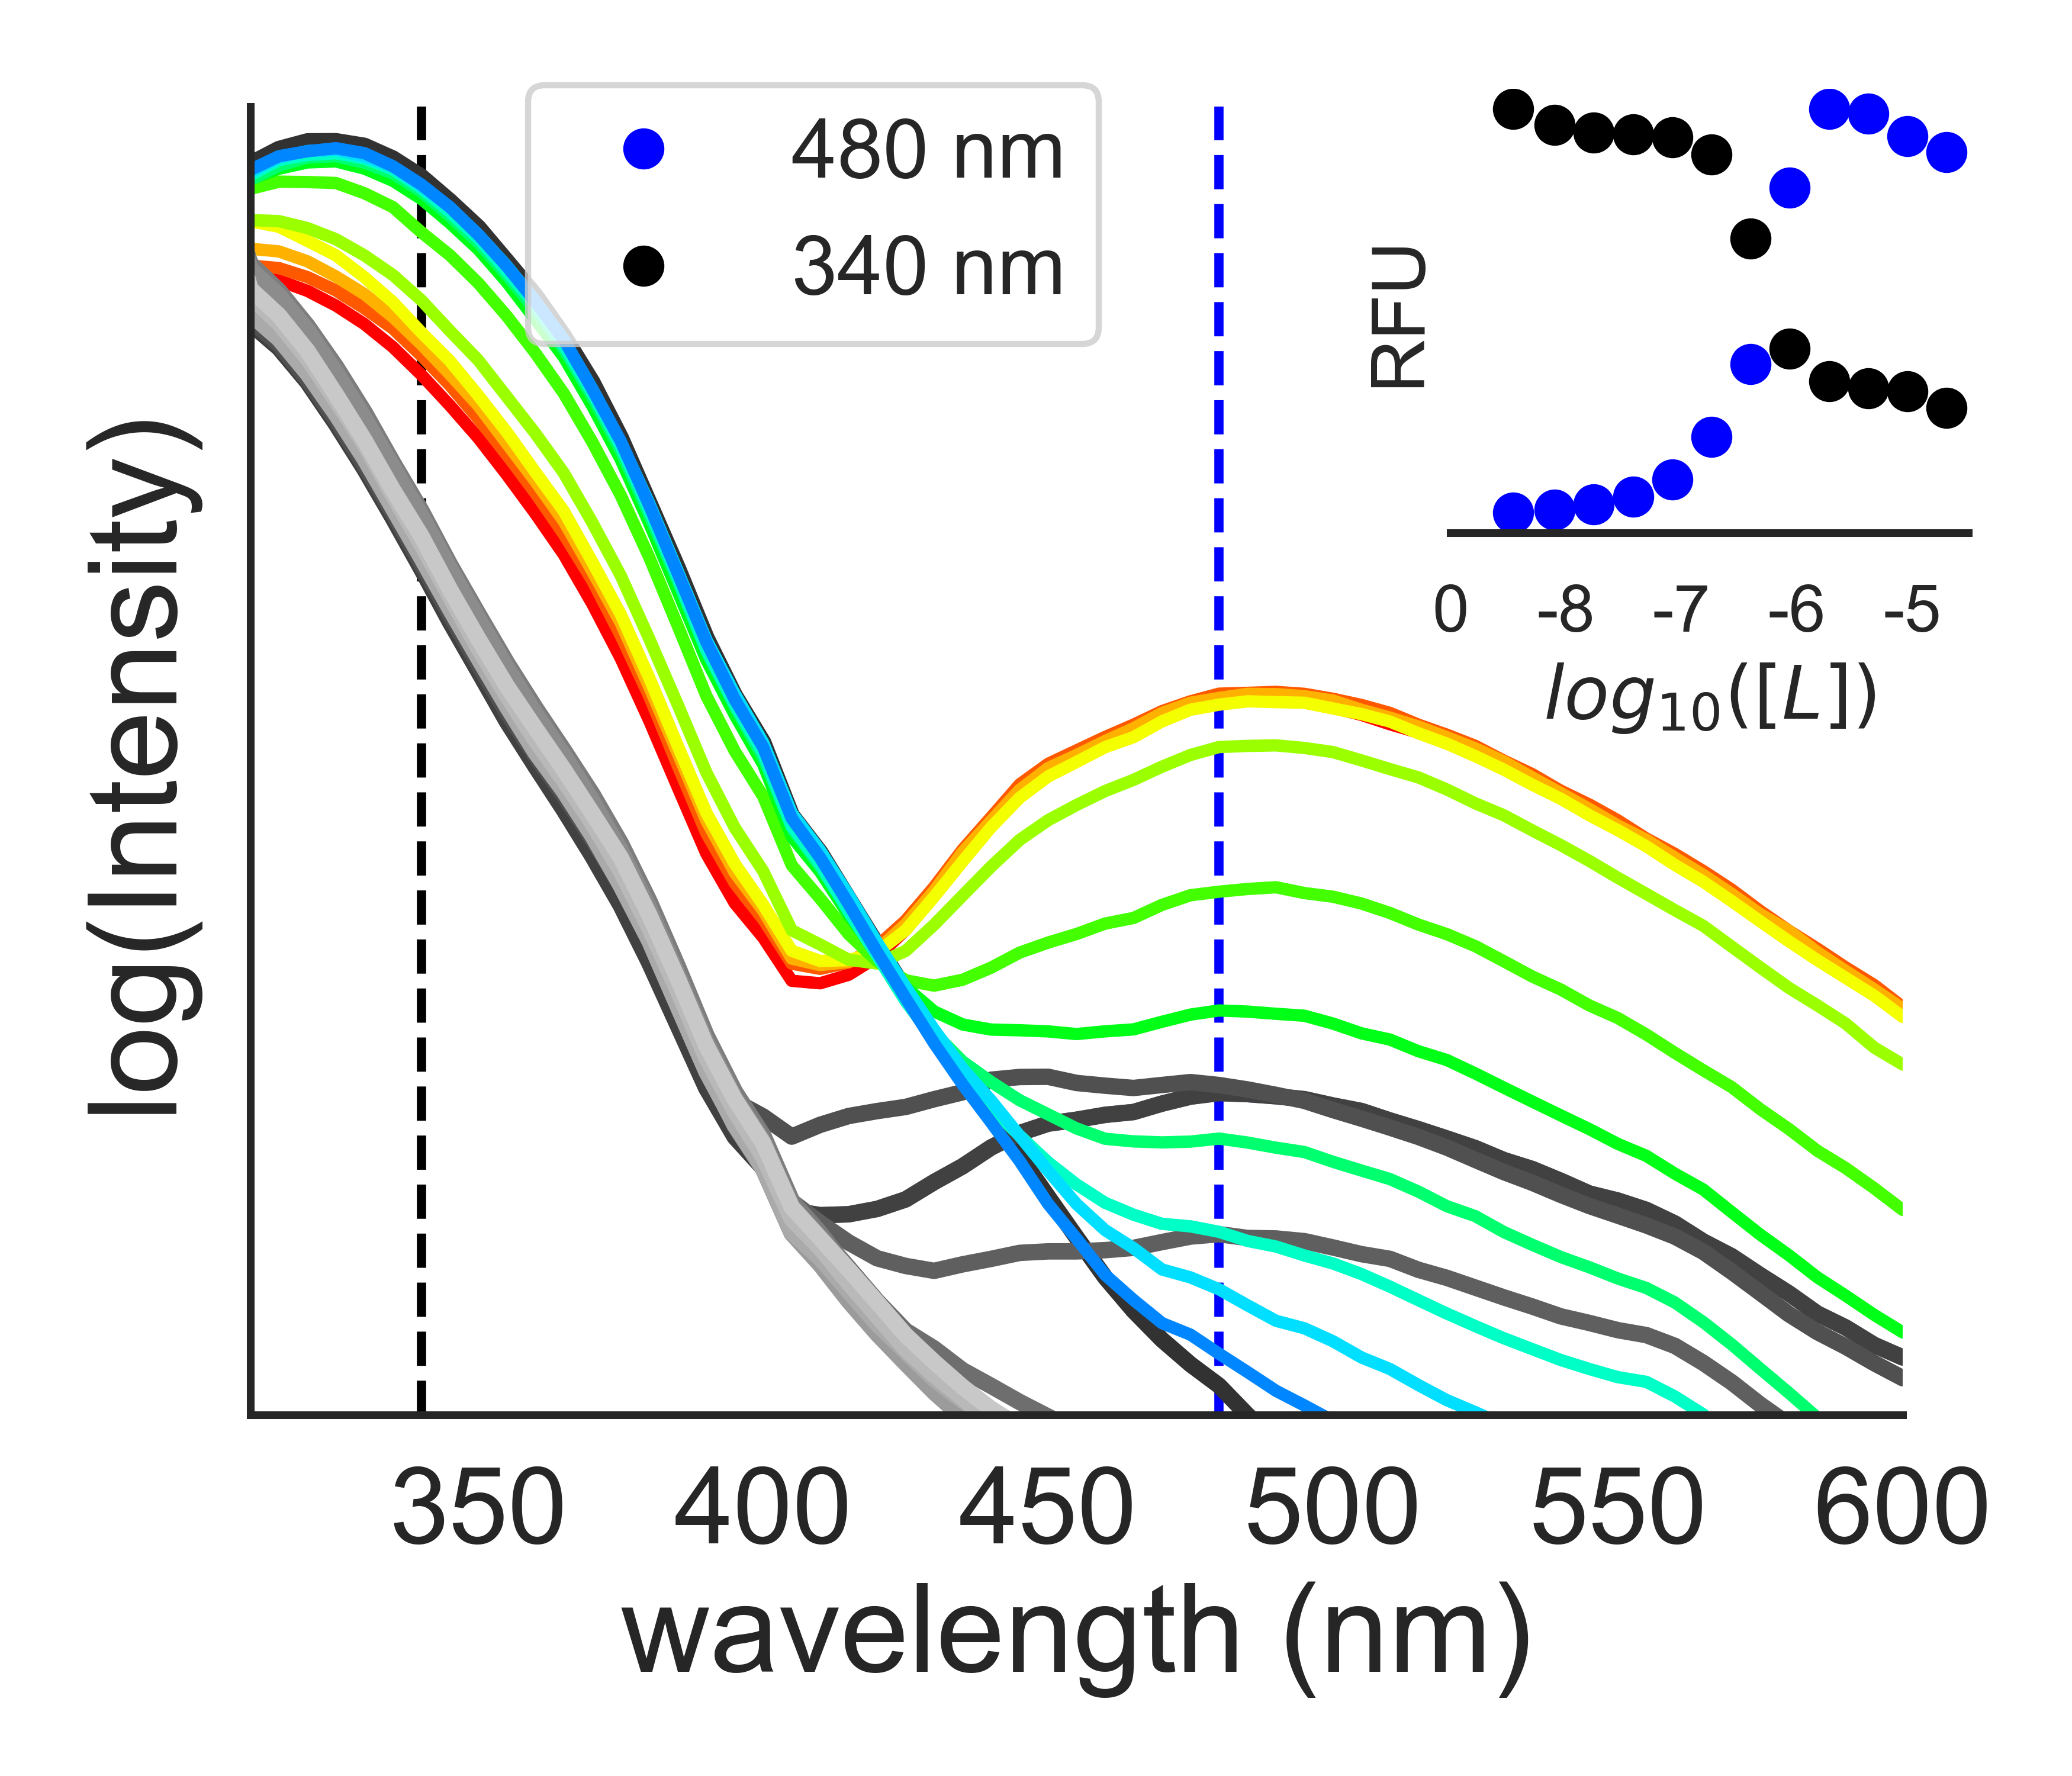 480 nm
340 nm
RFU
0 -8 -7 -6 -5
log₁₀([L])
log(Intensity)
350 400 450 500 550 600
wavelength (nm)